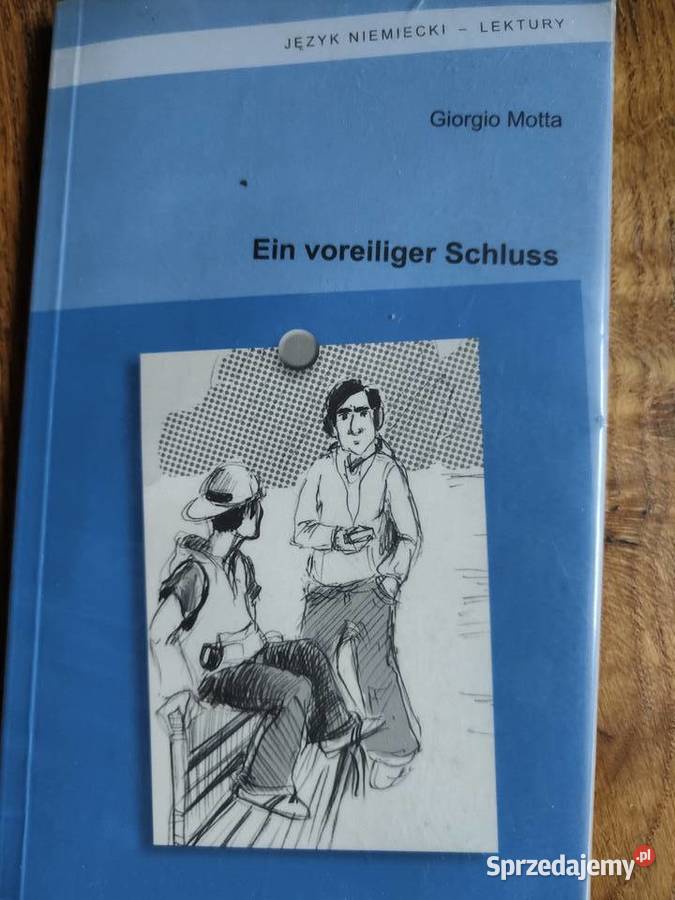 JĘZYK NIEMIECKI – LEKTURY
Giorgio Motta
Ein voreiliger Schluss
Sprzedajemy.pl